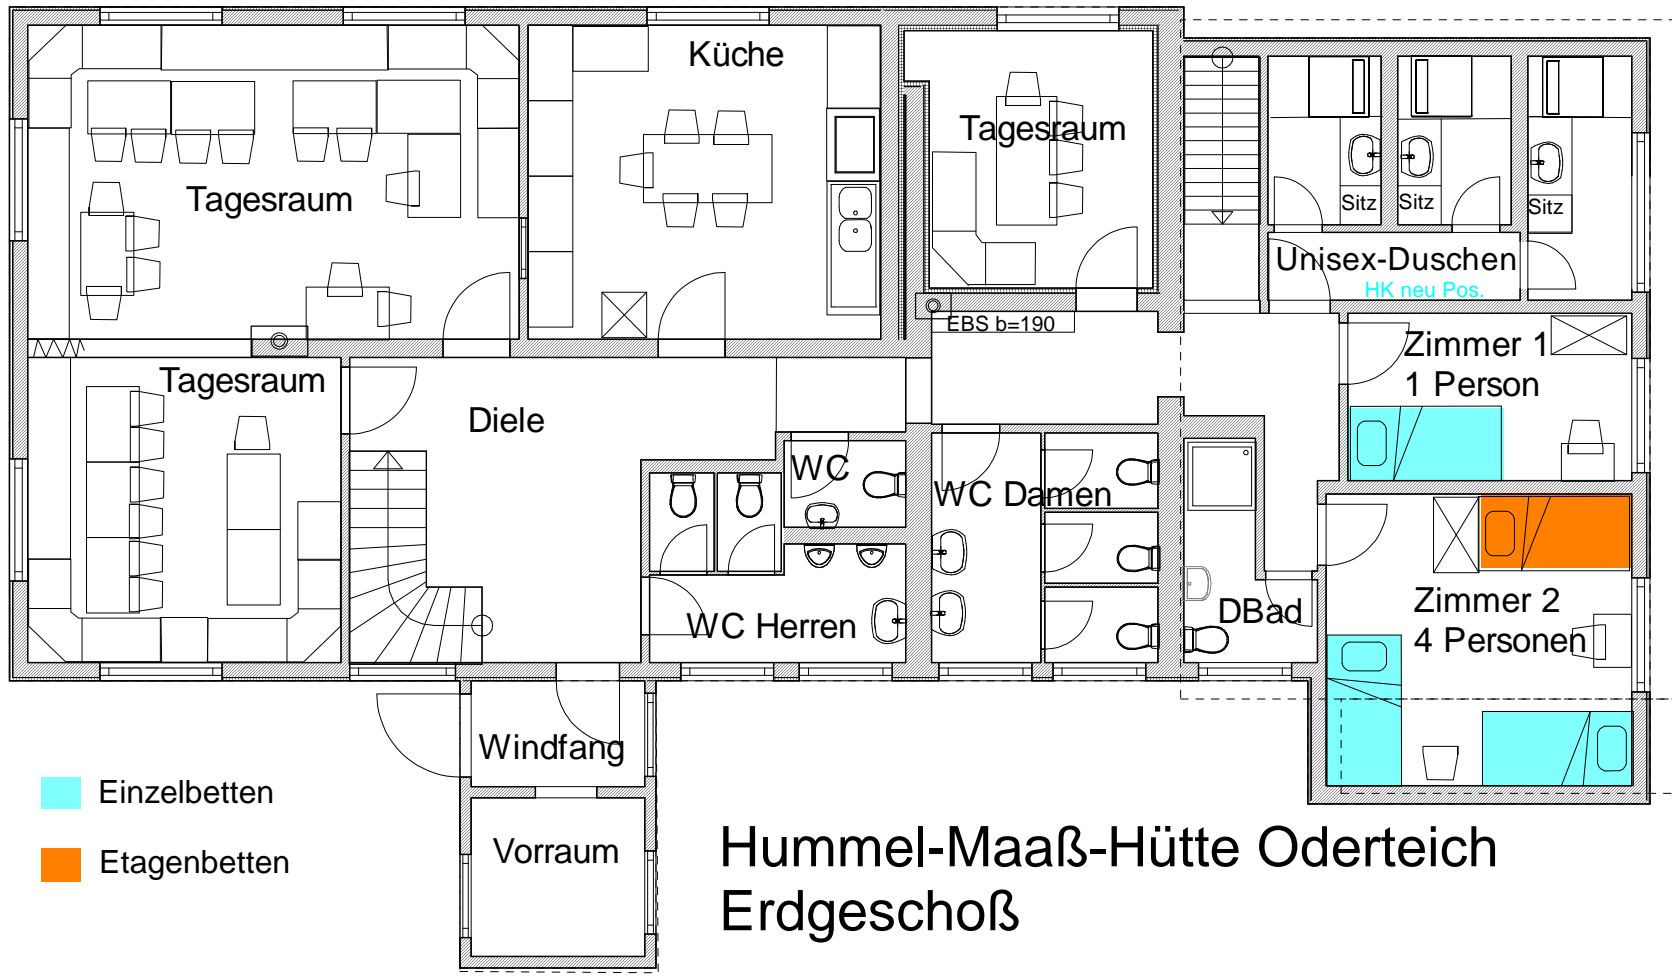 Küche
Tagesraum
Tagesraum
Sitz
Sitz
Sitz
Unisex-Duschen
HK neu Pos.
EBS b=190
Zimmer 1
1 Person
Tagesraum
Diele
WC
WC Damen
Zimmer 2
4 Personen
DBad
WC Herren
Windfang
Einzelbetten
Vorraum
Etagenbetten
Hummel-Maaß-Hütte Oderteich
Erdgeschoß